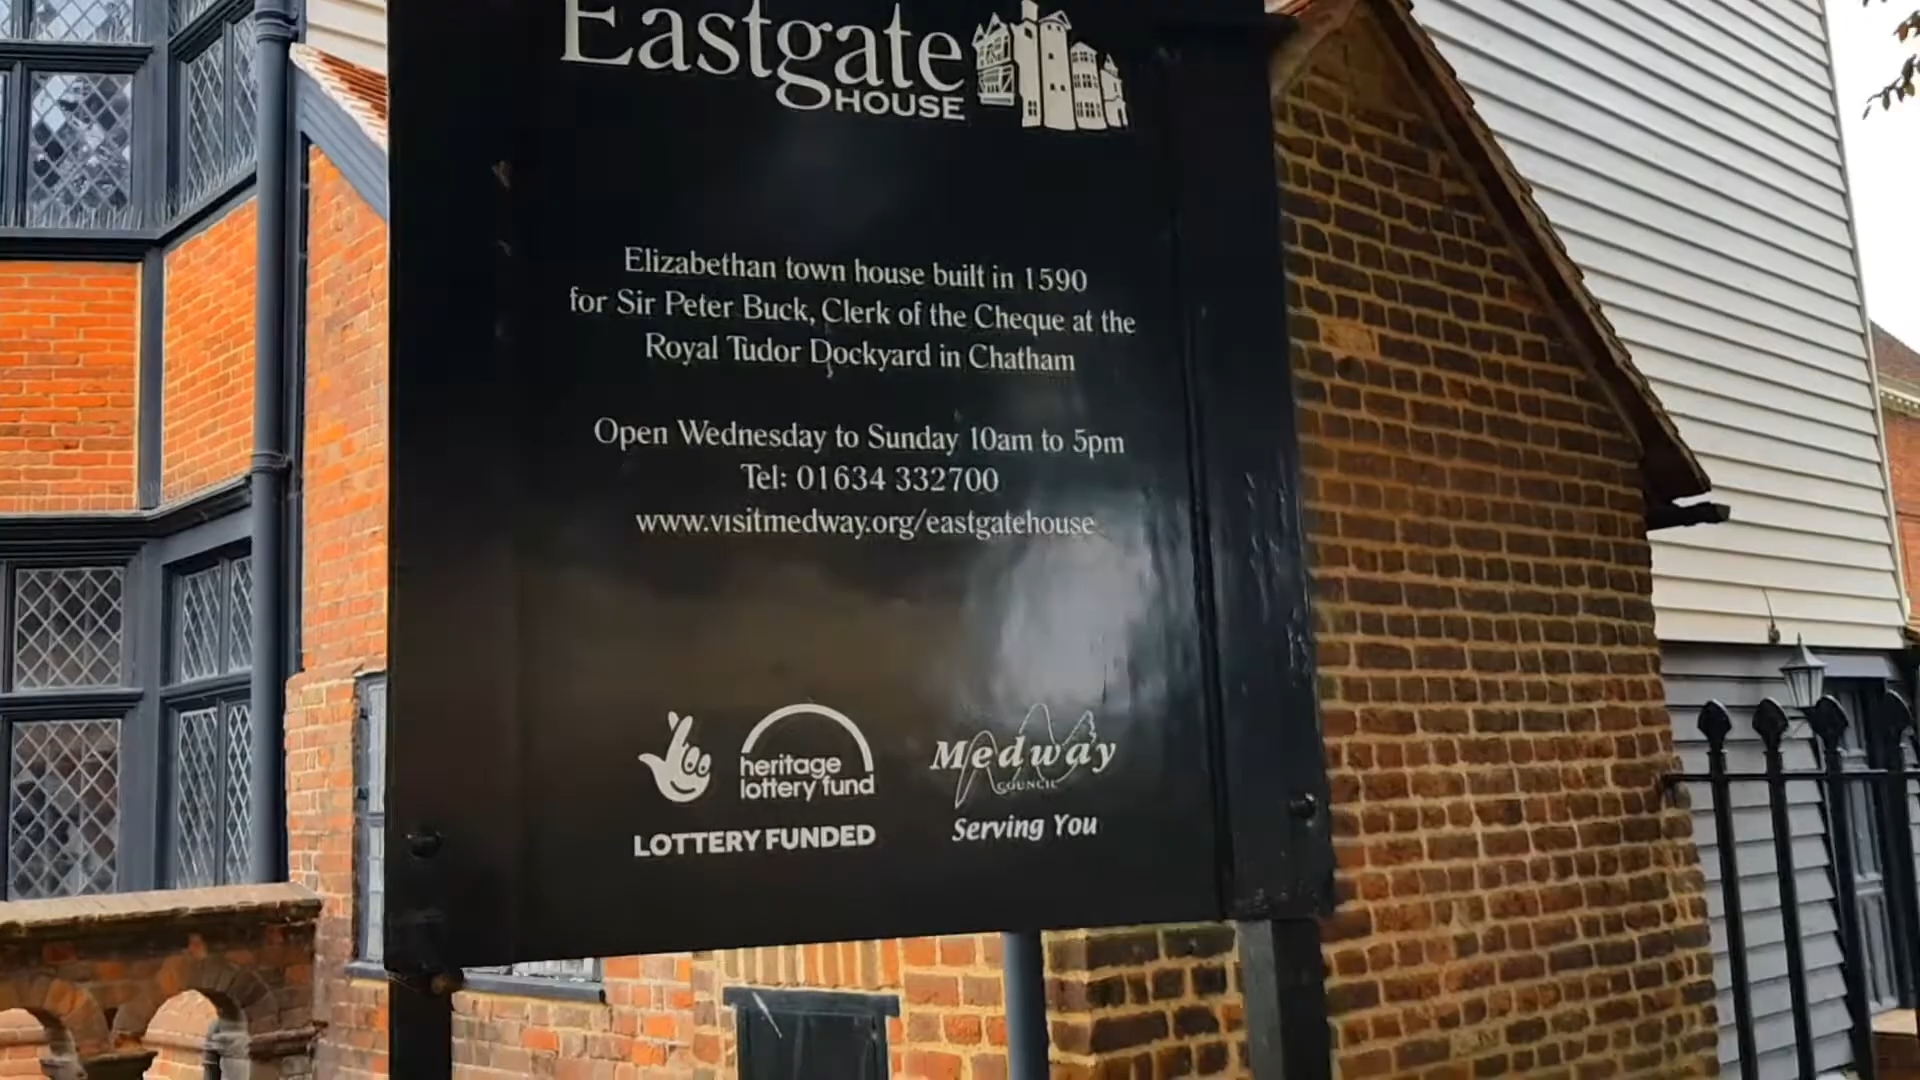 Eastgate
HOUSE
Elizabethan town house built in 1590
for Sir Peter Buck, Clerk of the Cheque at the
Royal Tudor Dockyard in Chatham
Open Wednesday to Sunday 10am to 5pm
Tel: 01634 332700
www.visitmedway.org/eastgatehouse
heritage
lottery fund
LOTTERY FUNDED
Medway
COUNCIL
Serving You